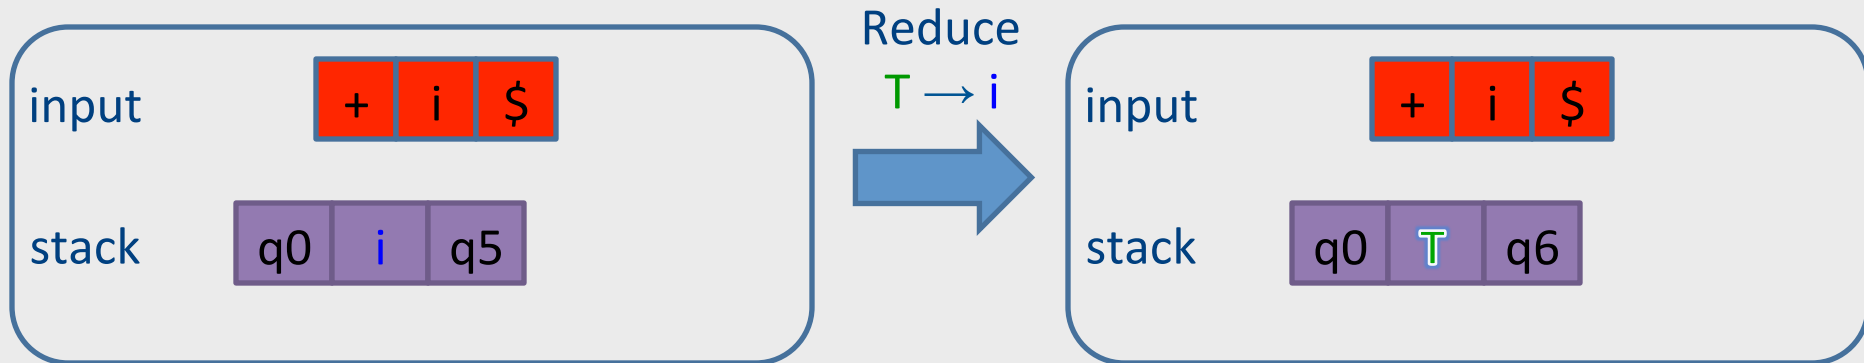 Reduce
T → i
input + i $
stack q0 i q5
input + i $
stack q0 T q6